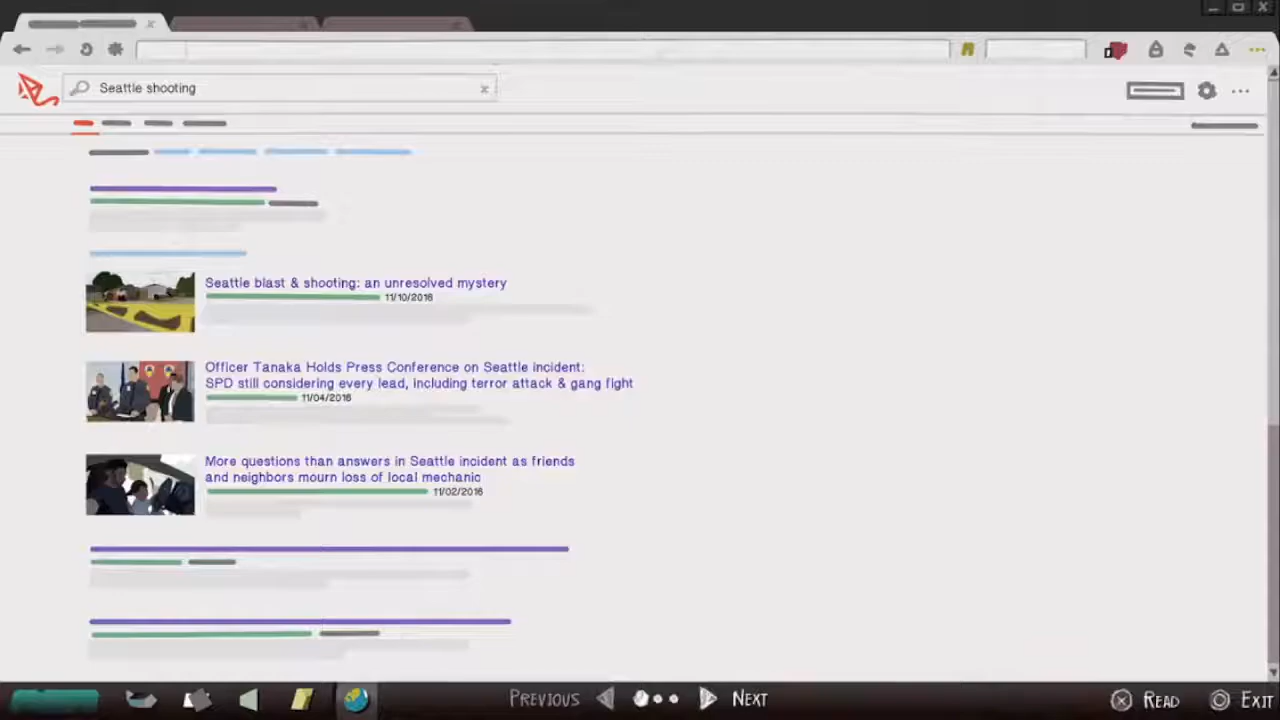 Seattle shooting
Seattle blast & shooting: an unresolved mystery
11/10/2016
Officer Tanaka Holds Press Conference on Seattle incident:
SPD still considering every lead, including terror attack & gang fight
11/04/2016
More questions than answers in Seattle incident as friends
and neighbors mourn loss of local mechanic
11/02/2016
PREVIOUS NEXT READ EXIT